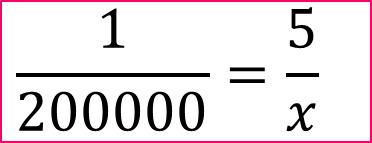 1/200000 = 5/x